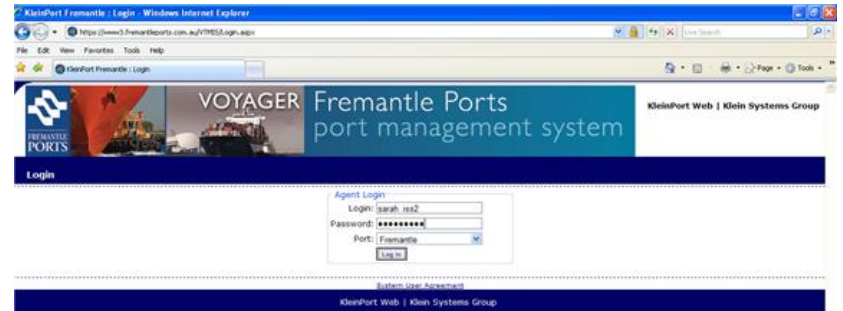 KleinPort Fremantle : Login - Windows Internet Explorer
https://www3.fremantleports.com.au/VTMIS/Login.aspx
Live Search
File Edit View Favorites Tools Help
KleinPort Fremantle : Login
Page Tools
FREMANTLE PORTS
VOYAGER
Fremantle Ports
port management system
KleinPort Web | Klein Systems Group
Login
Agent Login
Login: sarah_iss2
Password: •••••••••
Port: Fremantle
Log in
System User Agreement
KleinPort Web | Klein Systems Group